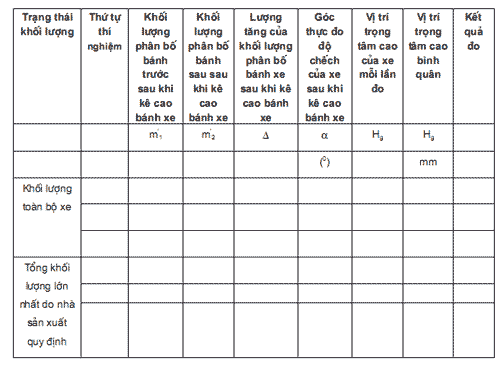 Trạng thái khối lượng
Thứ tự thí nghiệm
Khối lượng phân bố bánh trước sau khi kê cao bánh xe
Khối lượng phân bố bánh sau sau khi kê cao bánh xe
Lượng tăng của khối lượng phân bố bánh xe sau khi kê cao bánh xe
Góc thực đo độ chếch của xe sau khi kê cao bánh xe
Vị trí trọng tâm cao của xe mỗi lần đo
Vị trí trọng tâm cao bình quân
Kết quả đo
m'₁ m'₂ Δ α Hg Hg
(⁰) mm
Khối lượng
toàn bộ xe
Tổng khối
lượng lớn
nhất do nhà
sản xuất
quy định